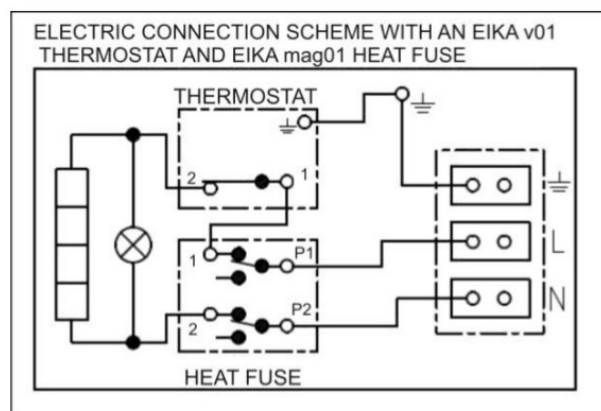 ELECTRIC CONNECTION SCHEME WITH AN EIKA v01
THERMOSTAT AND EIKA mag01 HEAT FUSE
THERMOSTAT
2
1
1
P1
L
2
P2
N
HEAT FUSE